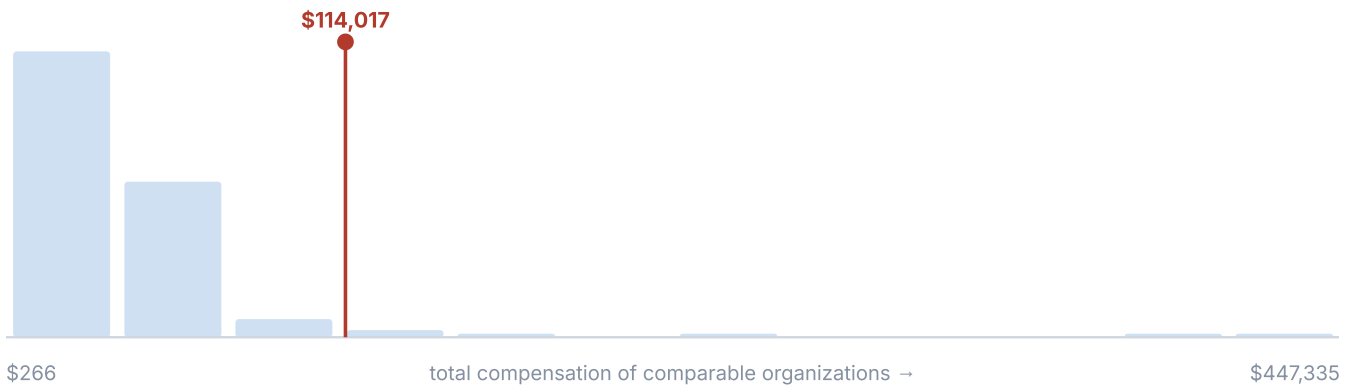 $114,017
$266
total compensation of comparable organizations →
$447,335